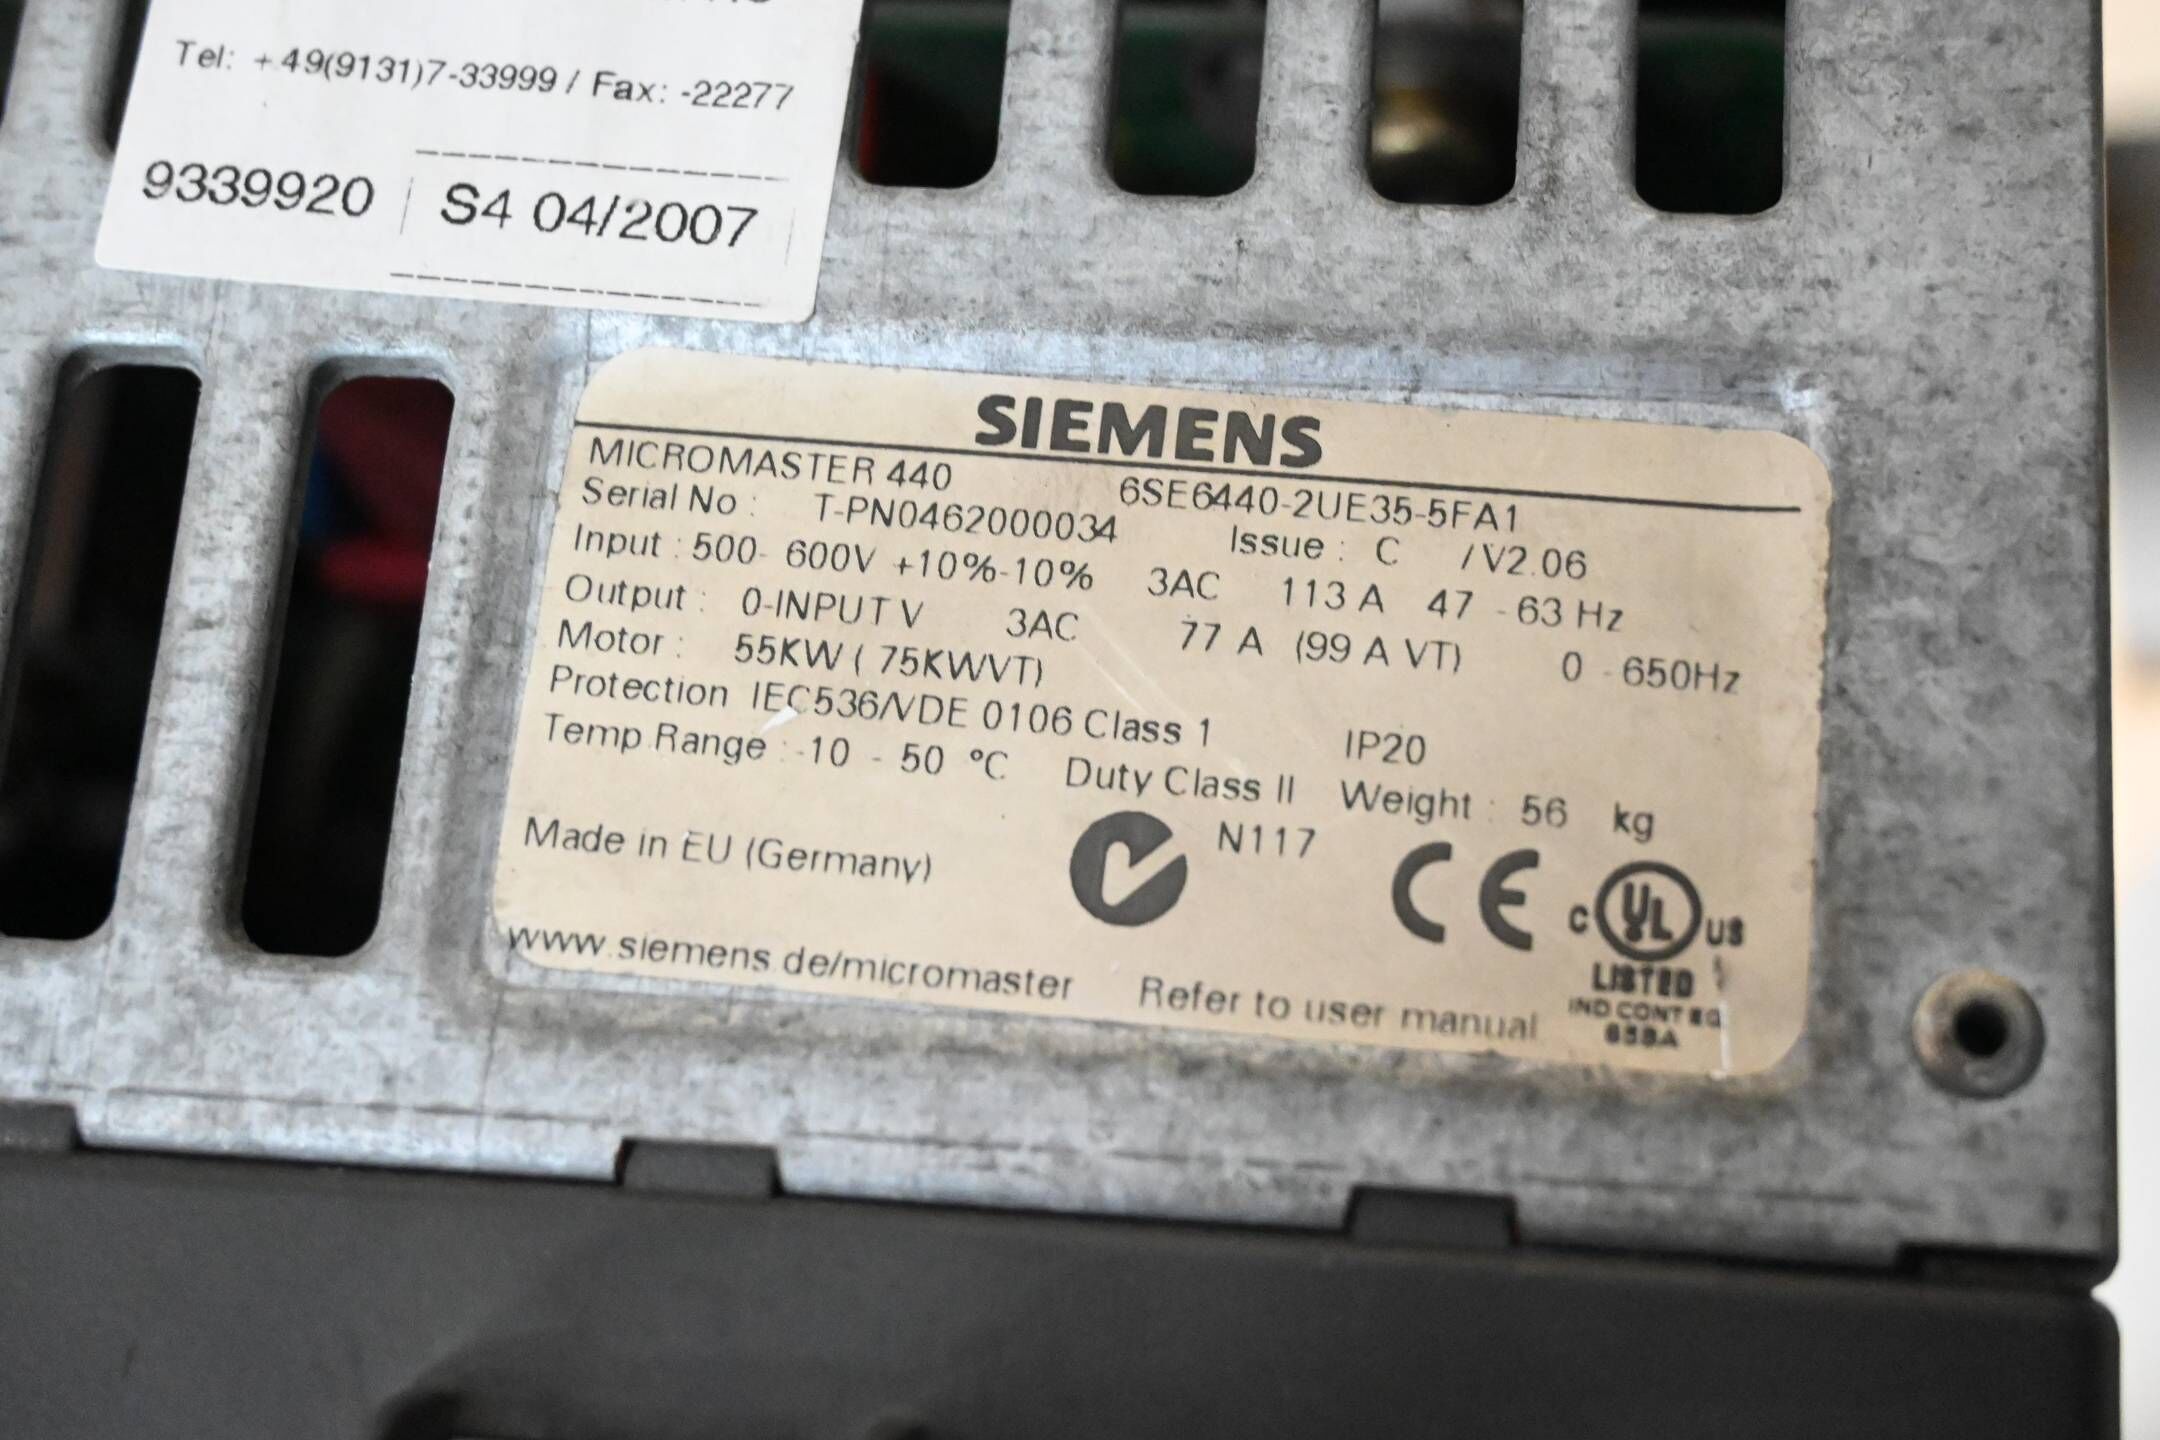 Tel: +49(9131)7-33999 / Fax: -22277
9339920 S4 04/2007
SIEMENS
MICROMASTER 440 6SE6440-2UE35-5FA1
Serial No : T-PN0462000034 Issue : C /V2.06
Input : 500- 600V +10%-10% 3AC 113 A 47 - 63 Hz
Output : 0-INPUT V 3AC 77 A (99 A VT) 0 - 650Hz
Motor : 55KW ( 75KWVT)
Protection IEC536/VDE 0106 Class 1 IP20
Temp.Range : -10 - 50 °C Duty Class II Weight : 56 kg
Made in EU (Germany) N117 CE C UL US
LISTED
IND CONT EQ
www.siemens.de/micromaster Refer to user manual